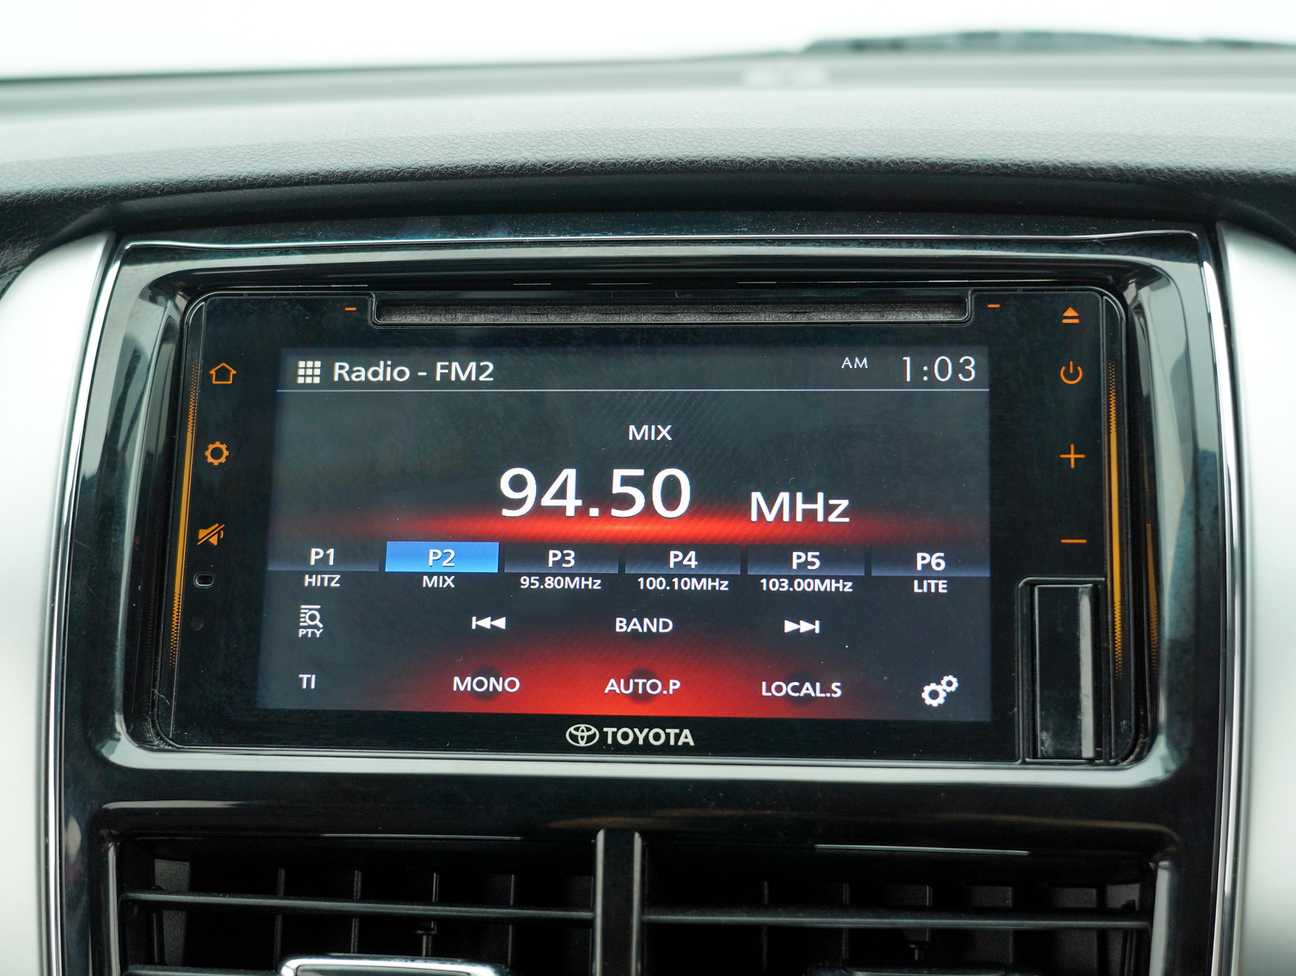 Radio - FM2 AM 1:03
MIX
94.50 MHz
P1 P2 P3 P4 P5 P6
HITZ MIX 95.80MHz 100.10MHz 103.00MHz LITE
PTY BAND
TI MONO AUTO.P LOCAL.S
TOYOTA